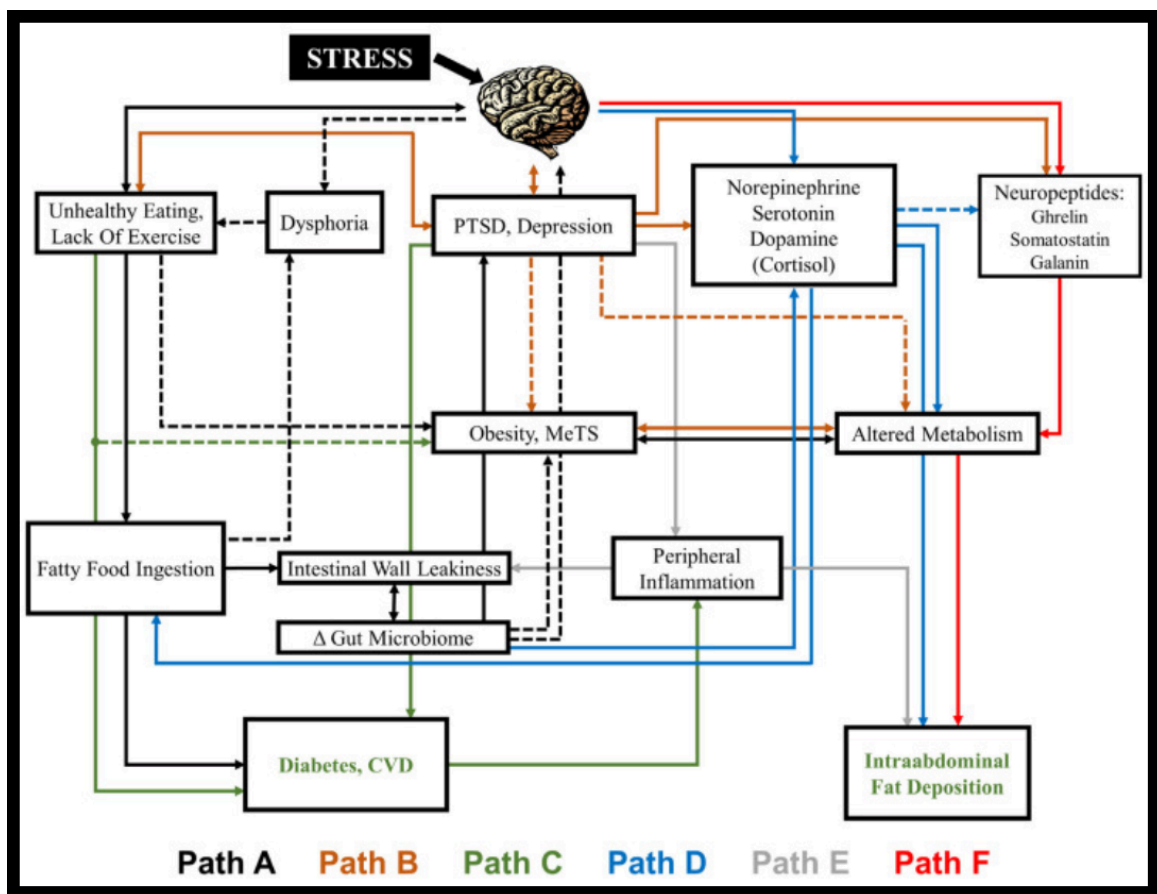 STRESS
Unhealthy Eating,
Lack Of Exercise
Dysphoria
PTSD, Depression
Norepinephrine
Serotonin
Dopamine
(Cortisol)
Neuropeptides:
Ghrelin
Somatostatin
Galanin
Obesity, MeTS
Altered Metabolism
Fatty Food Ingestion
Intestinal Wall Leakiness
Peripheral
Inflammation
Δ Gut Microbiome
Diabetes, CVD
Intraabdominal
Fat Deposition
Path A Path B Path C Path D Path E Path F